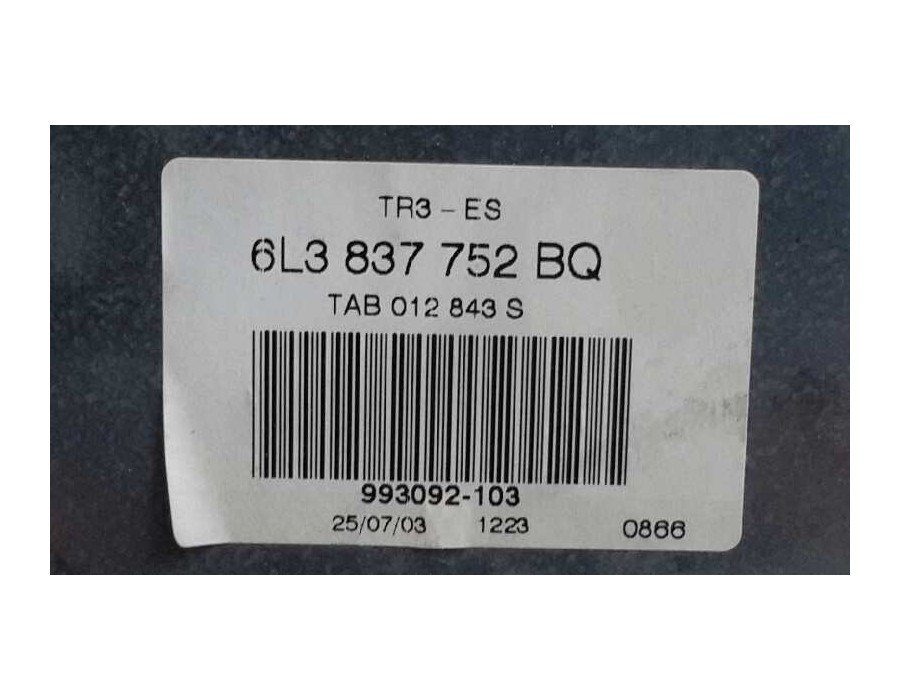 TR3 - ES
6L3 837 752 BQ
TAB 012 843 S
993092-103
25/07/03 1223 0866